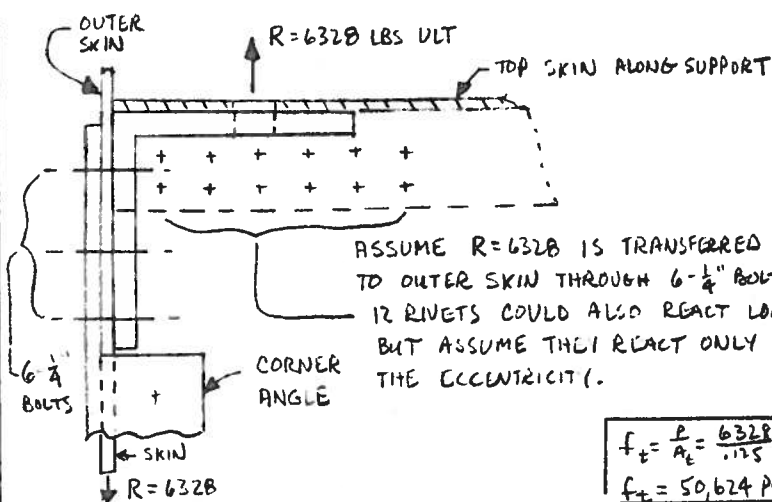 OUTER
SKIN
R=6328 LBS ULT
TOP SKIN ALONG SUPPORT
ASSUME R=6328 IS TRANSFERRED
TO OUTER SKIN THROUGH 6-1/4"
12 RIVETS COULD ALSO REACT
BUT ASSUME THEY REACT ONLY
THE ECCENTRICITY.
6 1/4
BOLTS
CORNER
ANGLE
SKIN
R=6328
f_t = P/A_t = 6328/.125
f_t = 50,624